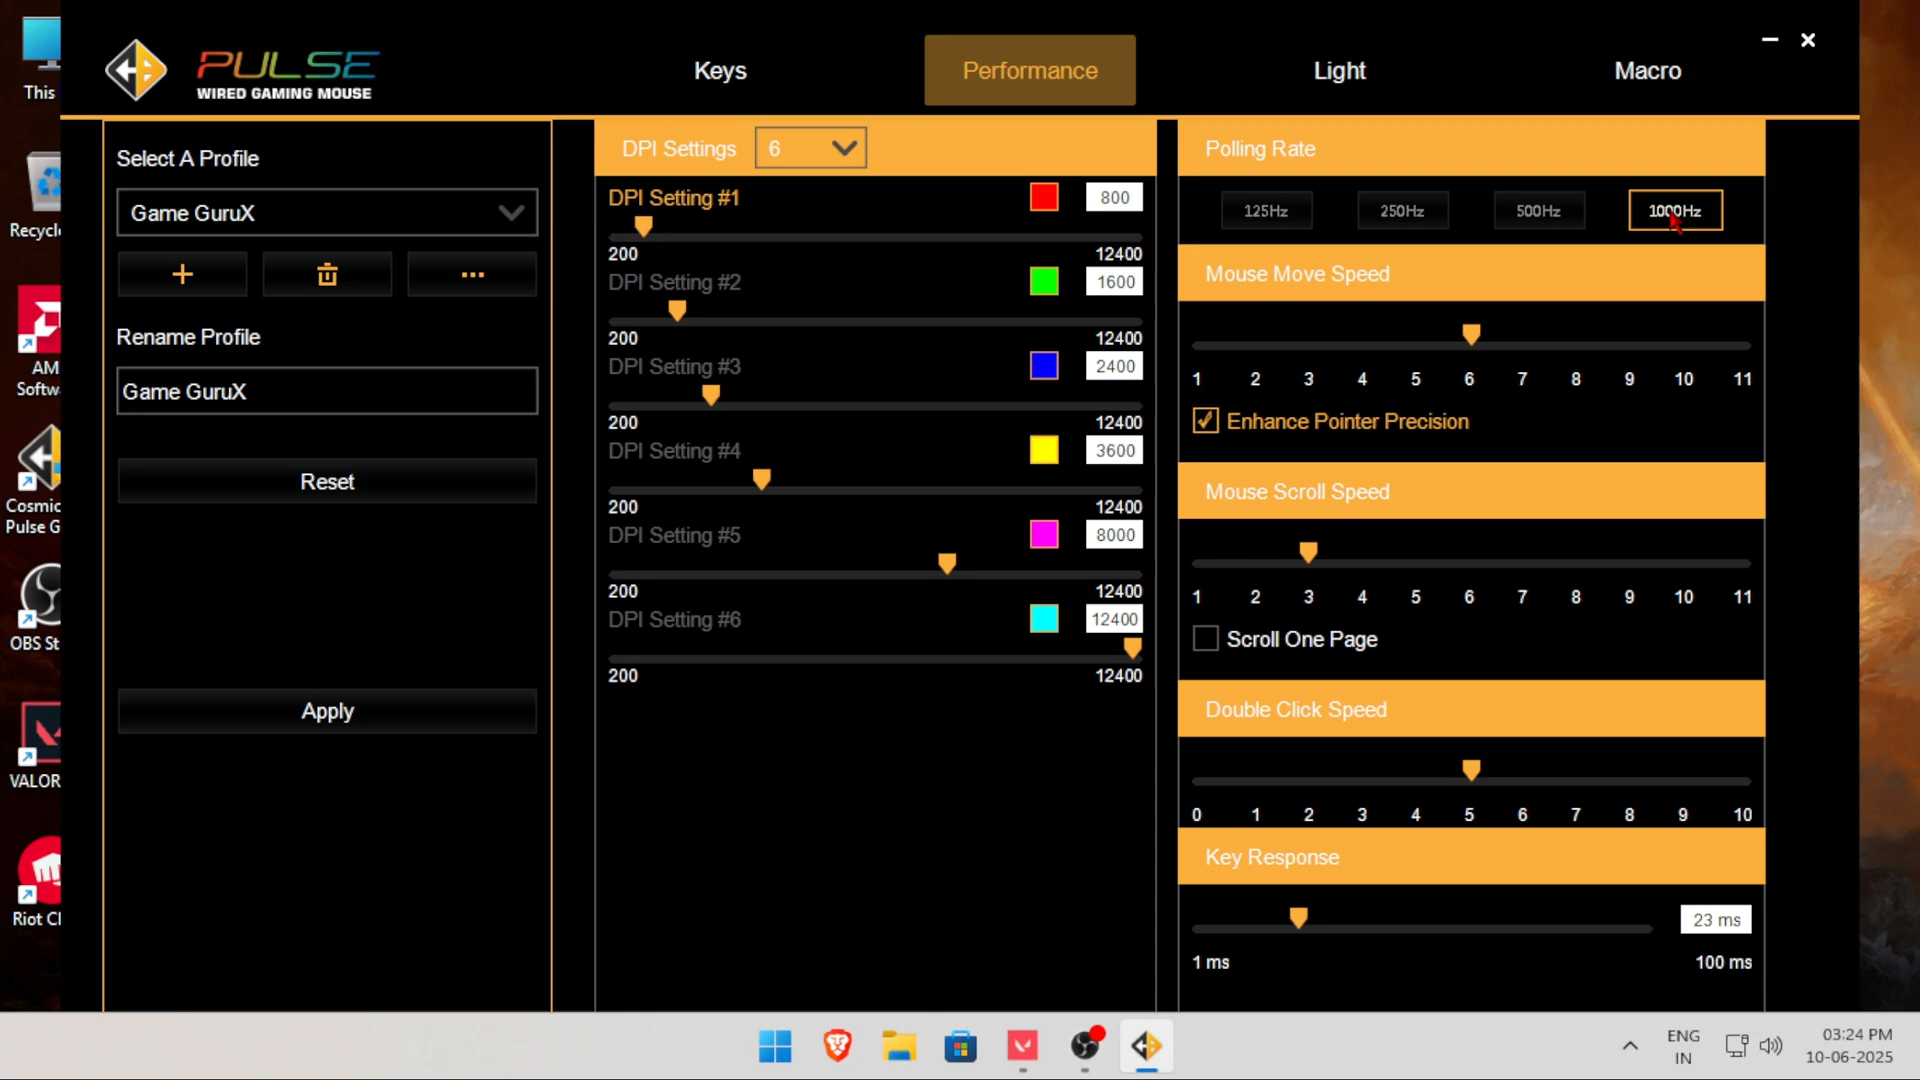 This
Recycle
AM
Softw
Cosmic
Pulse G
OBS St
VALOR
Riot Cl
PULSE
WIRED GAMING MOUSE
Keys
Performance
Light
Macro
Select A Profile
Game GuruX
Rename Profile
Game GuruX
Reset
Apply
DPI Settings 6
DPI Setting #1 800
200 12400
DPI Setting #2 1600
200 12400
DPI Setting #3 2400
200 12400
DPI Setting #4 3600
200 12400
DPI Setting #5 8000
200 12400
DPI Setting #6 12400
200 12400
Polling Rate
125Hz 250Hz 500Hz 1000Hz
Mouse Move Speed
1 2 3 4 5 6 7 8 9 10 11
Enhance Pointer Precision
Mouse Scroll Speed
1 2 3 4 5 6 7 8 9 10 11
Scroll One Page
Double Click Speed
0 1 2 3 4 5 6 7 8 9 10
Key Response
23 ms
1 ms 100 ms
ENG
IN
03:24 PM
10-06-2025